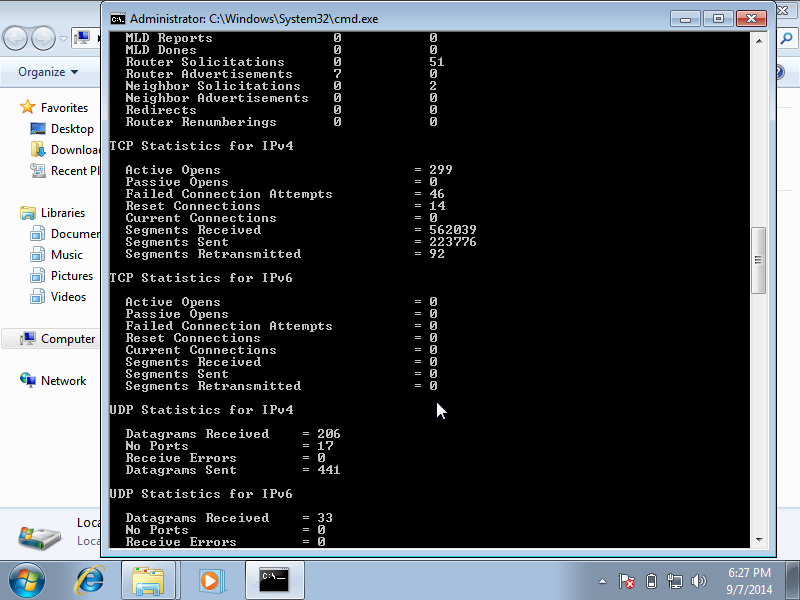 Administrator: C:\Windows\System32\cmd.exe
Organize
Favorites
Desktop
Recent
Libraries
Music
Pictures
Videos
Computer
Network
MLD Reports 0 0
MLD Dones 0 0
Router Solicitations 0 51
Router Advertisements 7 0
Neighbor Solicitations 0 2
Neighbor Advertisements 0 0
Redirects 0 0
Router Renumberings 0 0
TCP Statistics for IPv4
Active Opens = 299
Passive Opens = 0
Failed Connection Attempts = 46
Reset Connections = 14
Current Connections = 0
Segments Received = 562039
Segments Sent = 223776
Segments Retransmitted = 92
TCP Statistics for IPv6
Active Opens = 0
Passive Opens = 0
Failed Connection Attempts = 0
Reset Connections = 0
Current Connections = 0
Segments Received = 0
Segments Sent = 0
Segments Retransmitted = 0
UDP Statistics for IPv4
Datagrams Received = 206
No Ports = 17
Receive Errors = 0
Datagrams Sent = 441
UDP Statistics for IPv6
Datagrams Received = 33
No Ports = 0
Receive Errors = 0
C:\_
6:27 PM
9/7/2014